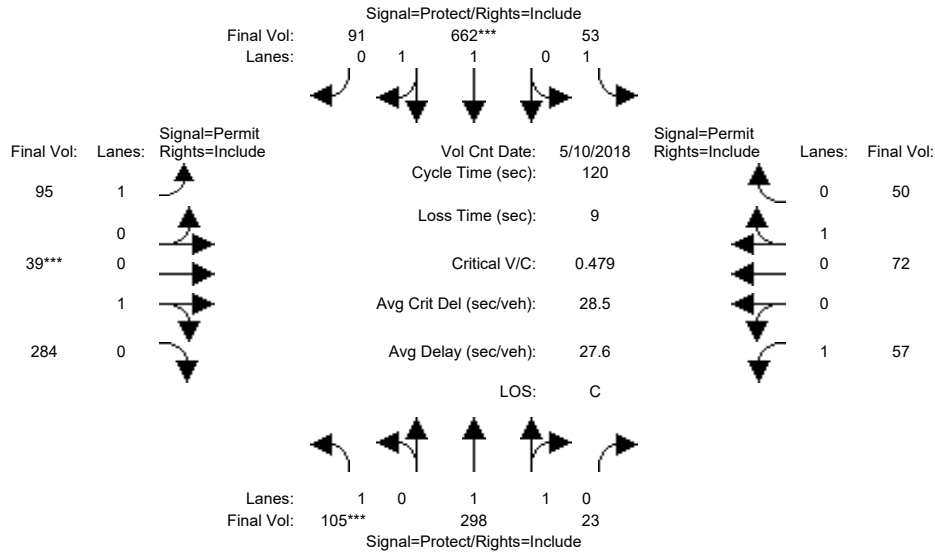 Signal=Protect/Rights=Include
Final Vol: 91 662*** 53
Lanes: 0 1 1 0 1
Signal=Permit Signal=Permit
Final Vol: Lanes: Rights=Include Vol Cnt Date: 5/10/2018 Rights=Include Lanes: Final Vol:
Cycle Time (sec): 120
95 1 0 50
Loss Time (sec): 9
0 1
39*** 0 Critical V/C: 0.479 0 72
1 Avg Crit Del (sec/veh): 28.5 0
284 0 Avg Delay (sec/veh): 27.6 1 57
LOS: C
Lanes: 1 0 1 1 0
Final Vol: 105*** 298 23
Signal=Protect/Rights=Include